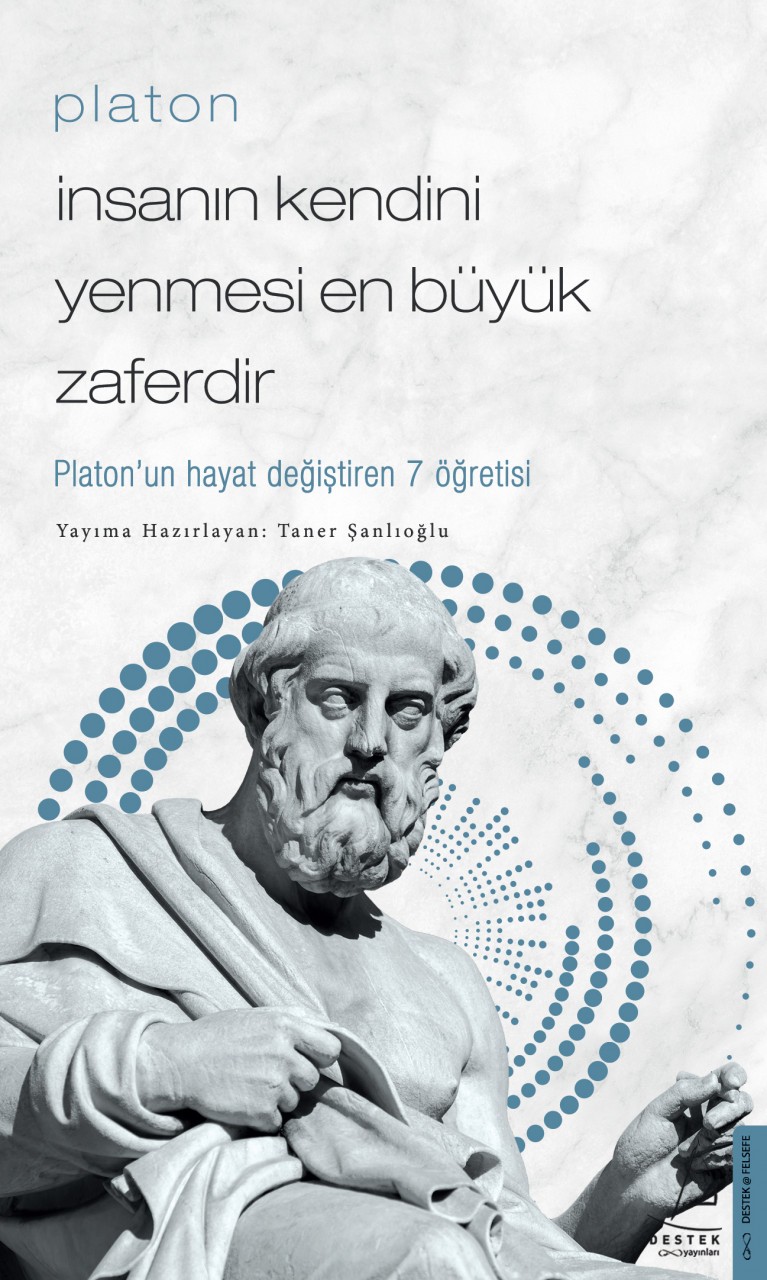 platon
insanın kendini
yenmesi en büyük
zaferdir
Platon’un hayat değiştiren 7 öğretisi
Yayıma Hazırlayan: Taner Şanlıoğlu
DESTEK @ FELSEFE
DESTEK
yayınları